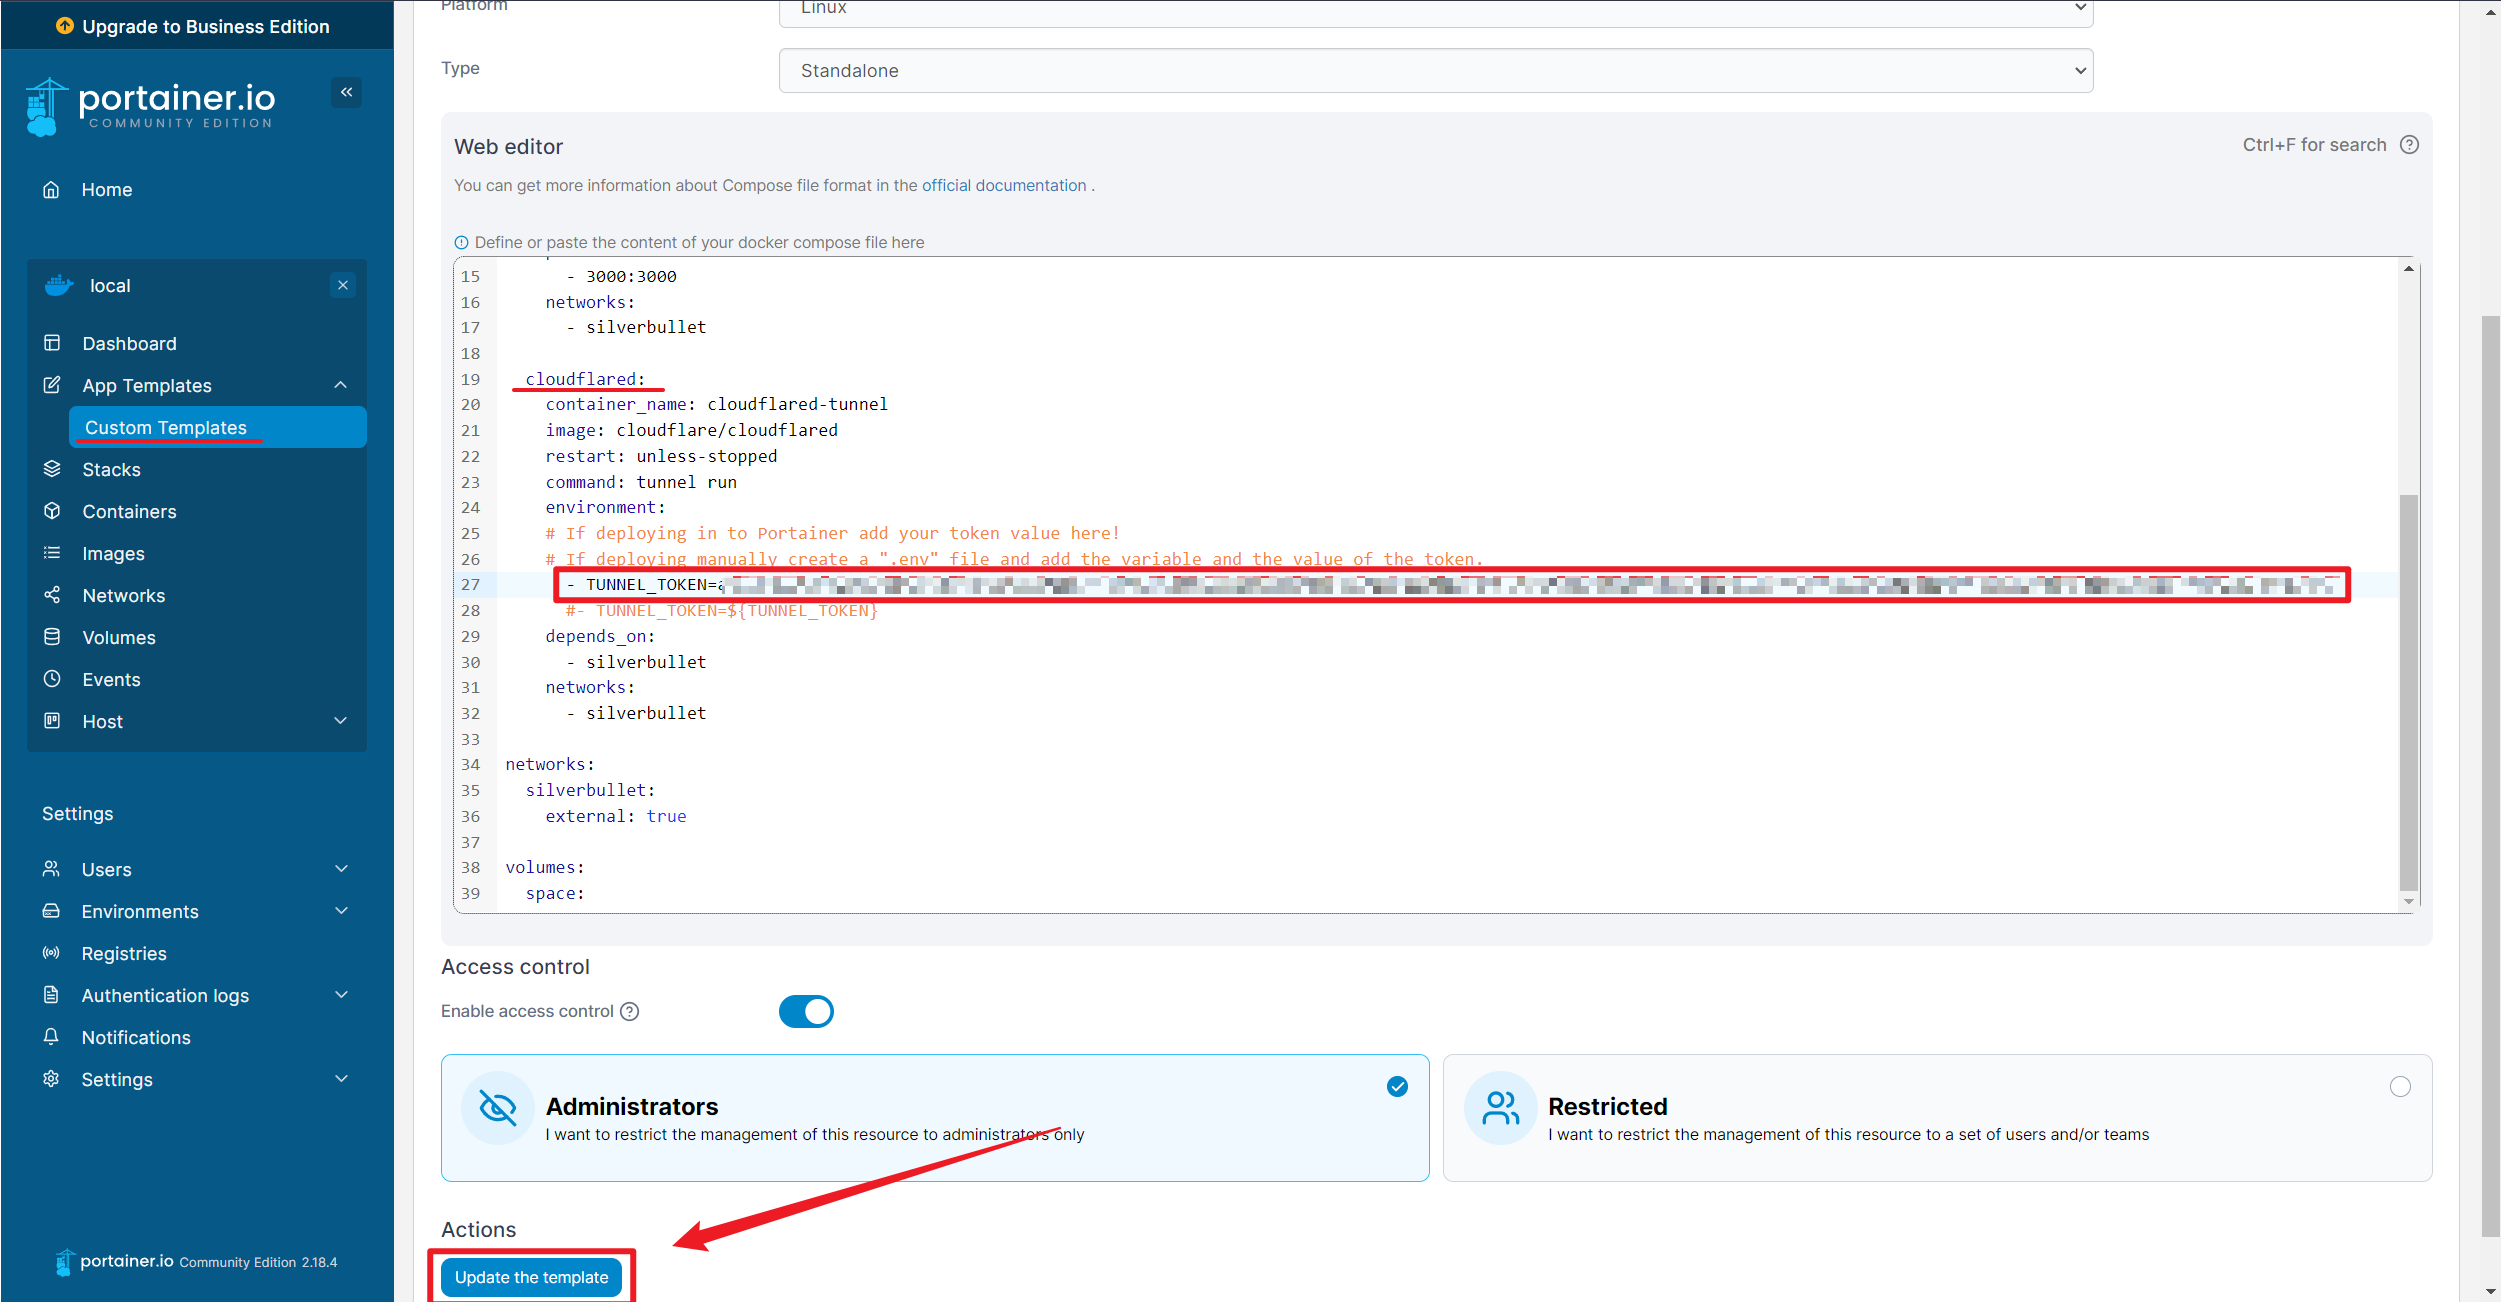 Upgrade to Business Edition
portainer.io
COMMUNITY EDITION
Home
local
Dashboard
App Templates
Custom Templates
Stacks
Containers
Images
Networks
Volumes
Events
Host
Settings
Users
Environments
Registries
Authentication logs
Notifications
Settings
portainer.io Community Edition 2.18.4
Platform
Linux
Type
Standalone
Web editor
Ctrl+F for search
You can get more information about Compose file format in the official documentation .
Define or paste the content of your docker compose file here
15 - 3000:3000
16 networks:
17 - silverbullet
18
19 cloudflared:
20 container_name: cloudflared-tunnel
21 image: cloudflare/cloudflared
22 restart: unless-stopped
23 command: tunnel run
24 environment:
25 # If deploying in to Portainer add your token value here!
26 # If deploying manually create a ".env" file and add the variable and the value of the token.
27 - TUNNEL_TOKEN=
28 #- TUNNEL_TOKEN=${TUNNEL_TOKEN}
29 depends_on:
30 - silverbullet
31 networks:
32 - silverbullet
33
34 networks:
35 silverbullet:
36 external: true
37
38 volumes:
39 space:
Access control
Enable access control
Administrators
I want to restrict the management of this resource to administrators only
Restricted
I want to restrict the management of this resource to a set of users and/or teams
Actions
Update the template